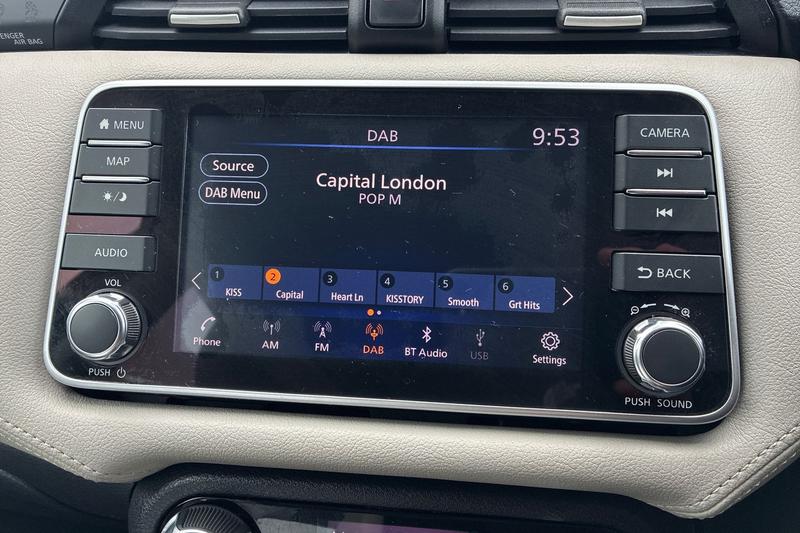 ENGER
AIR BAG
MENU
MAP
AUDIO
VOL
PUSH
DAB
9:53
Source
DAB Menu
Capital London
POP M
1 KISS
2 Capital
3 Heart Ln
4 KISSTORY
5 Smooth
6 Grt Hits
Phone
AM
FM
DAB
BT Audio
USB
Settings
CAMERA
BACK
PUSH SOUND